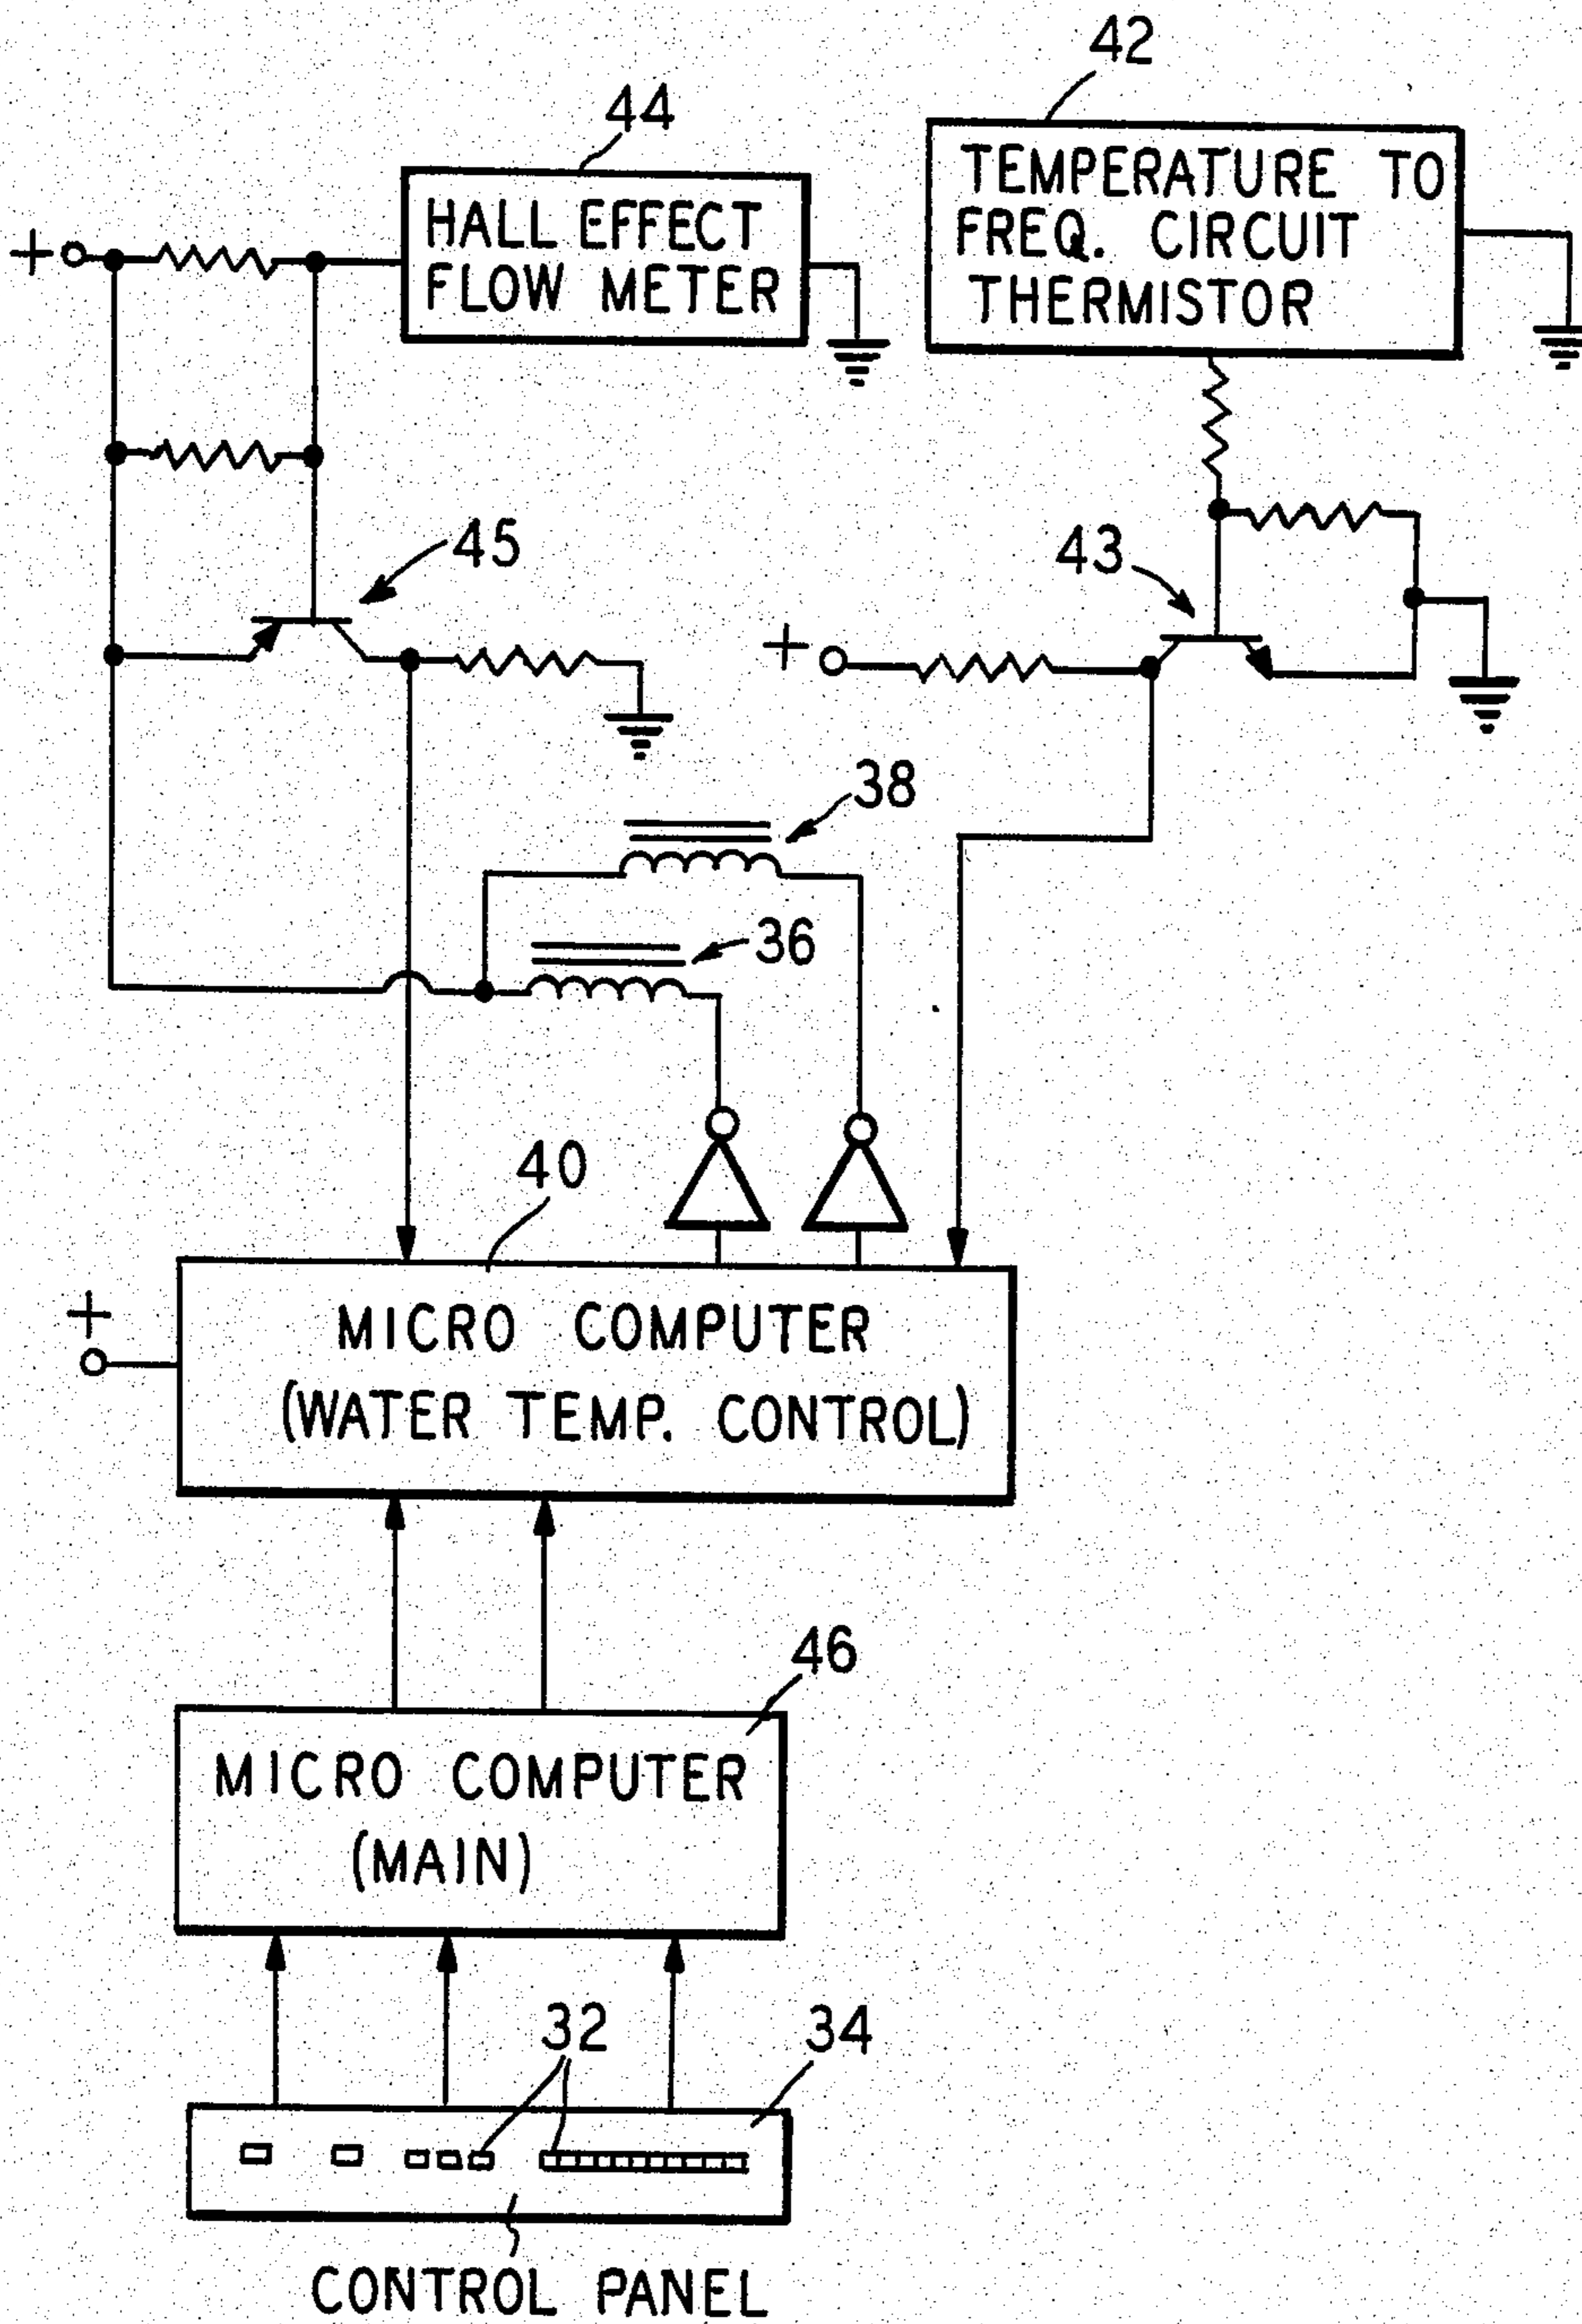 42
44
TEMPERATURE TO
FREQ. CIRCUIT
THERMISTOR
HALL EFFECT
FLOW METER
+
45
43
+
38
36
40
+
MICRO COMPUTER
(WATER TEMP. CONTROL)
46
MICRO COMPUTER
(MAIN)
32
34
CONTROL PANEL